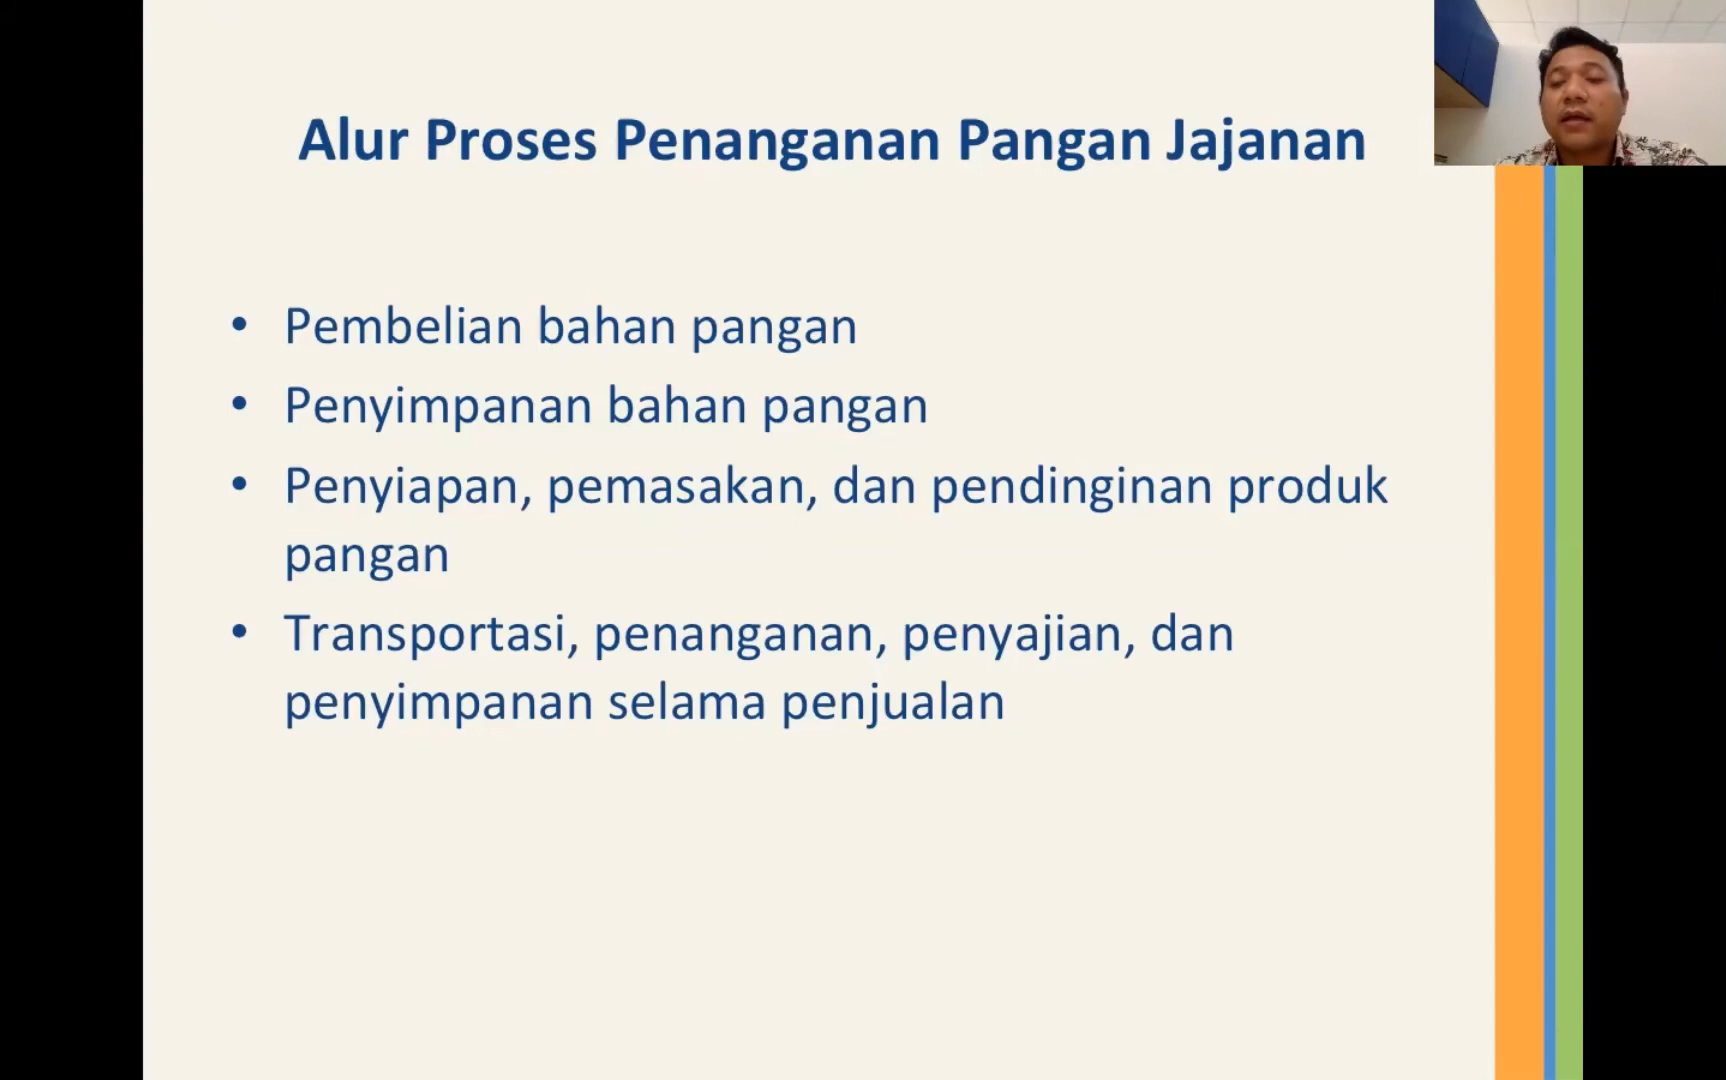 Alur Proses Penanganan Pangan Jajanan
• Pembelian bahan pangan
• Penyimpanan bahan pangan
• Penyiapan, pemasakan, dan pendinginan produk
pangan
• Transportasi, penanganan, penyajian, dan
penyimpanan selama penjualan